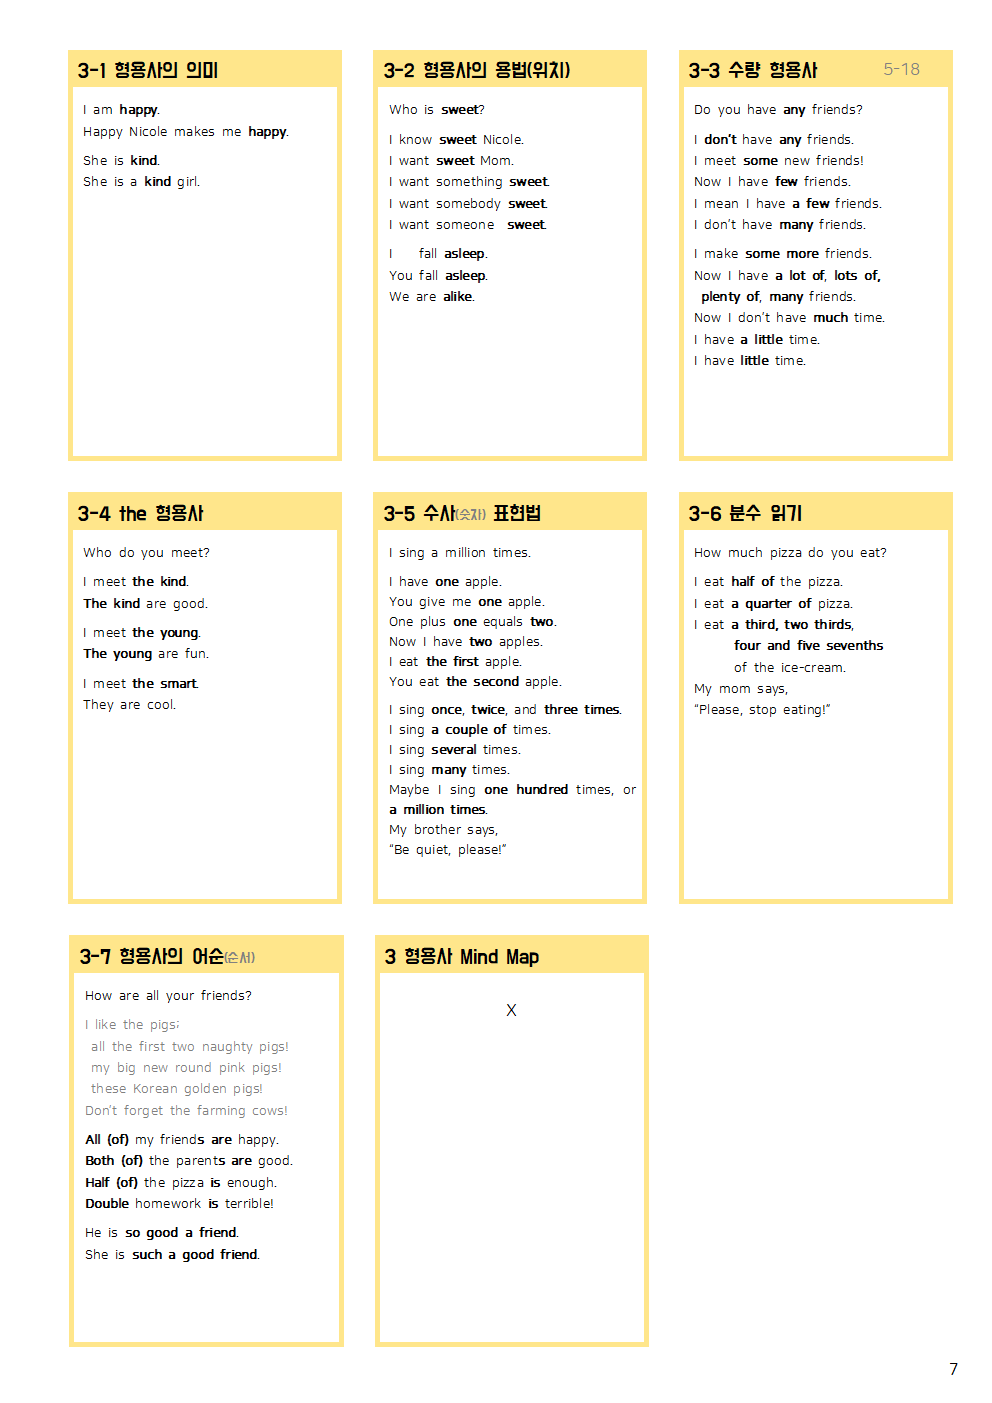 3-1 형용사의 의미
I am happy.
Happy Nicole makes me happy.
She is kind.
She is a kind girl.
3-2 형용사의 용법(위치)
Who is sweet?
I know sweet Nicole.
I want sweet Mom.
I want something sweet.
I want somebody sweet.
I want someone sweet.
I fall asleep.
You fall asleep.
We are alike.
3-3 수량 형용사 5-18
Do you have any friends?
I don't have any friends.
I meet some new friends!
Now I have few friends.
I mean I have a few friends.
I don't have many friends.
I make some more friends.
Now I have a lot of, lots of,
plenty of, many friends.
Now I don't have much time.
I have a little time.
I have little time.
3-4 the 형용사
Who do you meet?
I meet the kind.
The kind are good.
I meet the young.
The young are fun.
I meet the smart.
They are cool.
3-5 수사(숫자) 표현법
I sing a million times.
I have one apple.
You give me one apple.
One plus one equals two.
Now I have two apples.
I eat the first apple.
You eat the second apple.
I sing once, twice, and three times.
I sing a couple of times.
I sing several times.
I sing many times.
Maybe I sing one hundred times, or
a million times.
My brother says,
“Be quiet, please!”
3-6 분수 읽기
How much pizza do you eat?
I eat half of the pizza.
I eat a quarter of pizza.
I eat a third, two thirds,
four and five sevenths
of the ice-cream.
My mom says,
“Please, stop eating!”
3-7 형용사의 어순(순서)
How are all your friends?
I like the pigs;
all the first two naughty pigs!
my big new round pink pigs!
these Korean golden pigs!
Don't forget the farming cows!
All (of) my friends are happy.
Both (of) the parents are good.
Half (of) the pizza is enough.
Double homework is terrible!
He is so good a friend.
She is such a good friend.
3 형용사 Mind Map
X
7